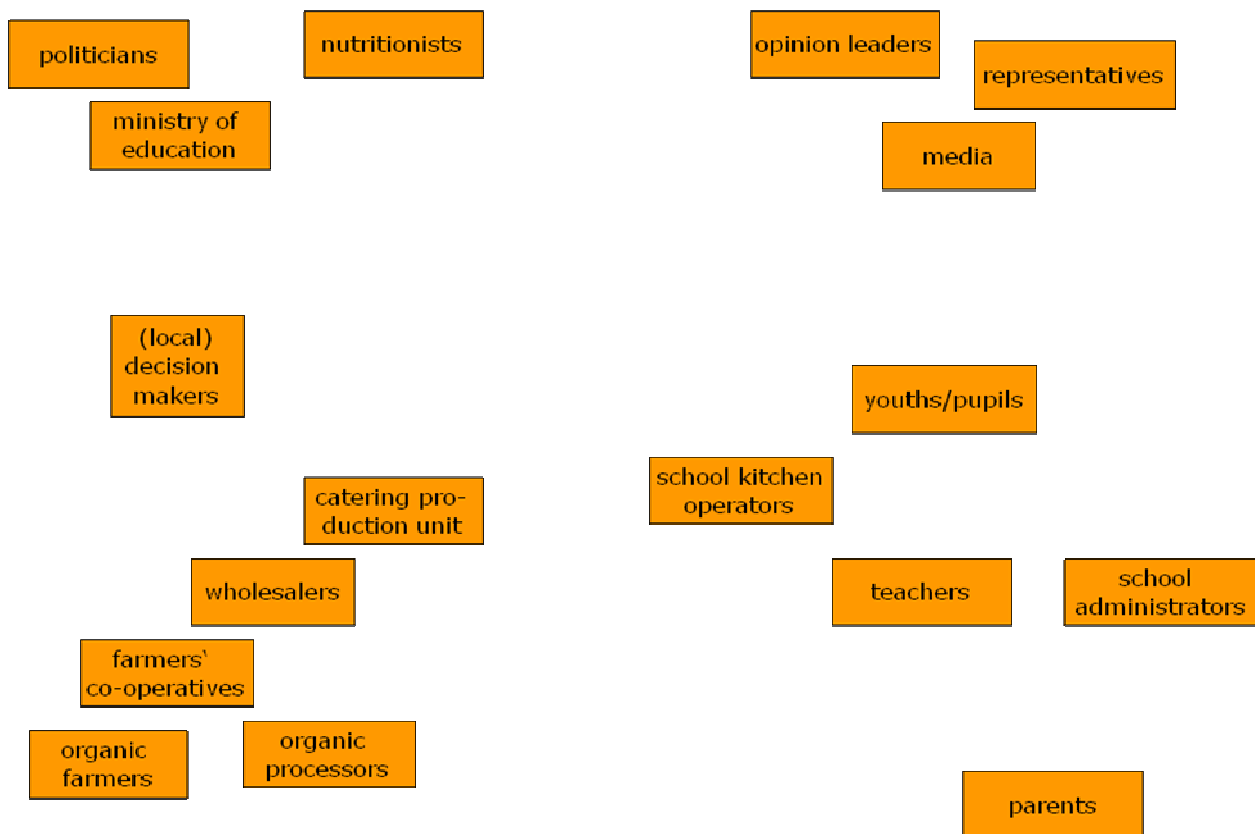 politicians
nutritionists
opinion leaders
representatives
ministry of
education
media
(local)
decision
makers
youths/pupils
school kitchen
operators
catering pro-
duction unit
wholesalers
teachers
school
administrators
farmers‘
co-operatives
organic
farmers
organic
processors
parents